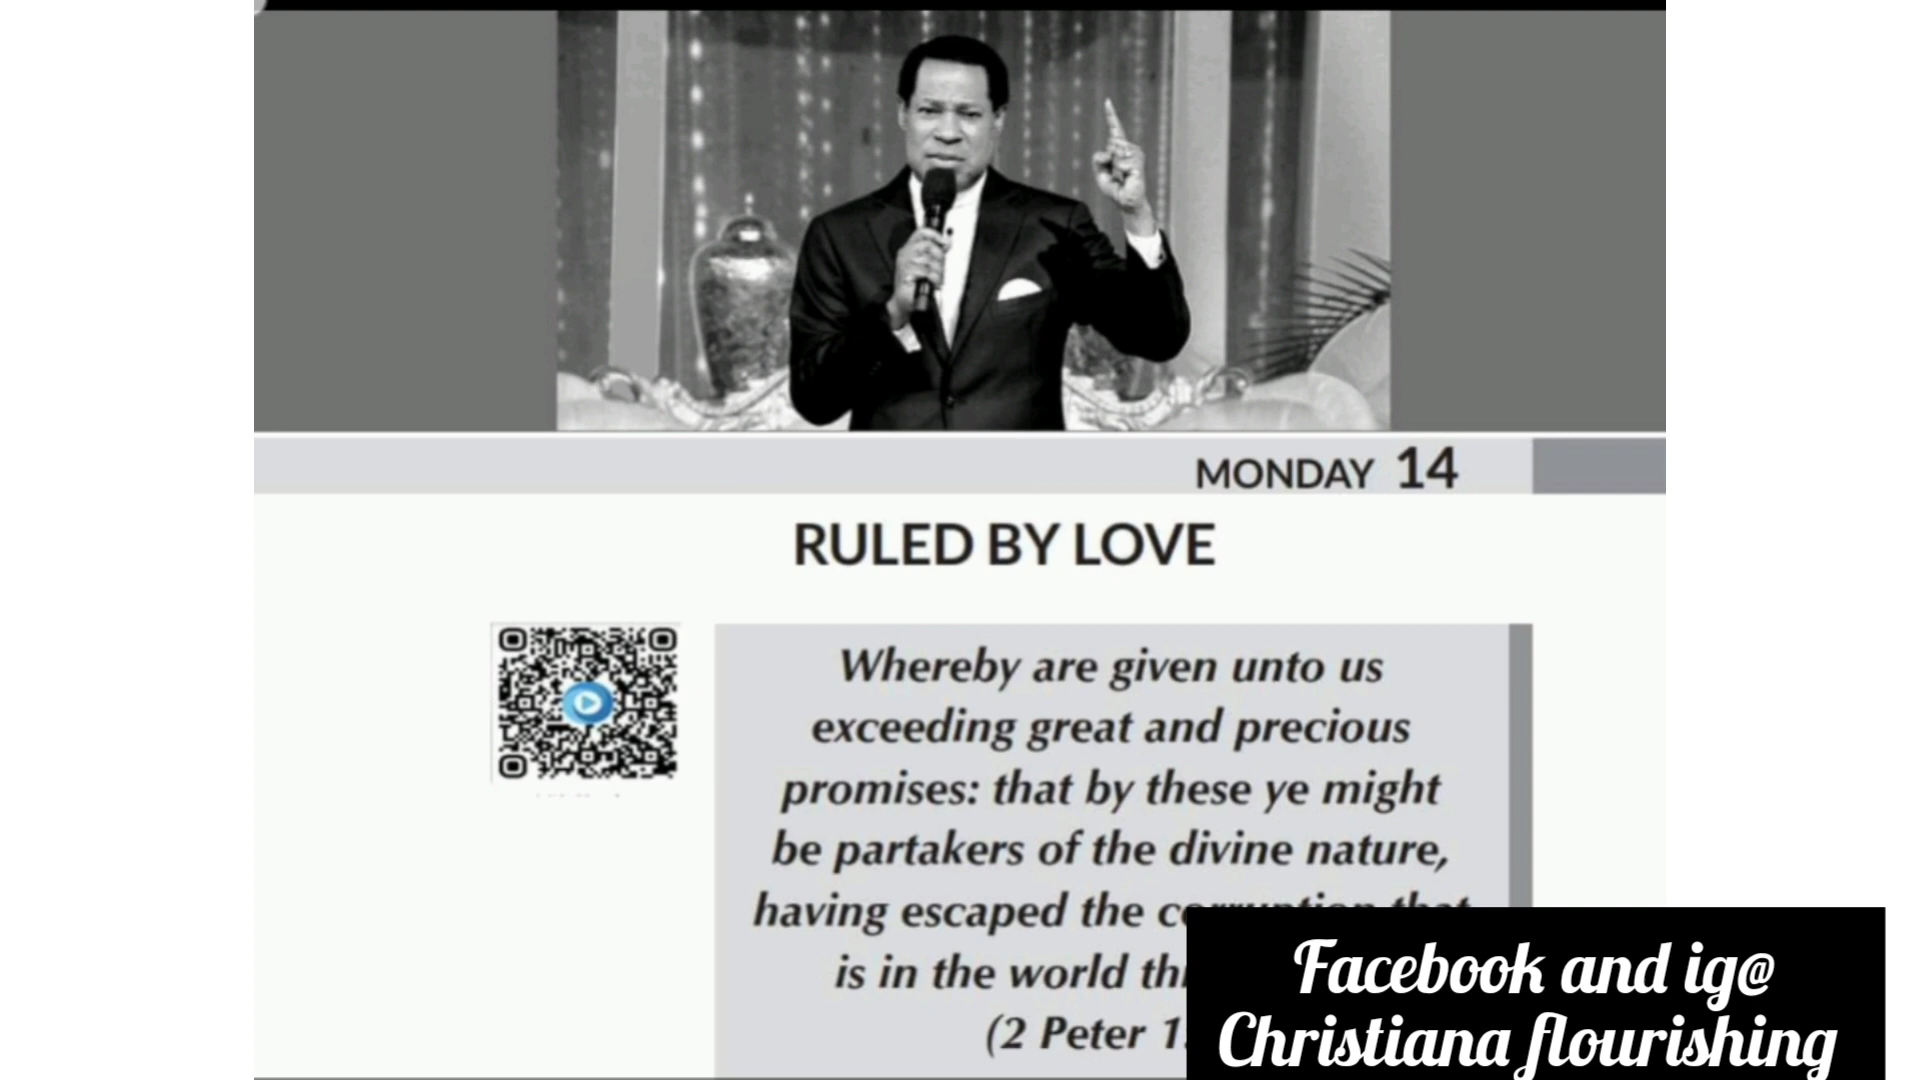 MONDAY 14
RULED BY LOVE
Whereby are given unto us
exceeding great and precious
promises: that by these ye might
be partakers of the divine nature,
having escaped the corruption that
is in the world
(2 Peter 1:
Facebook and ig@
Christiana flourishing